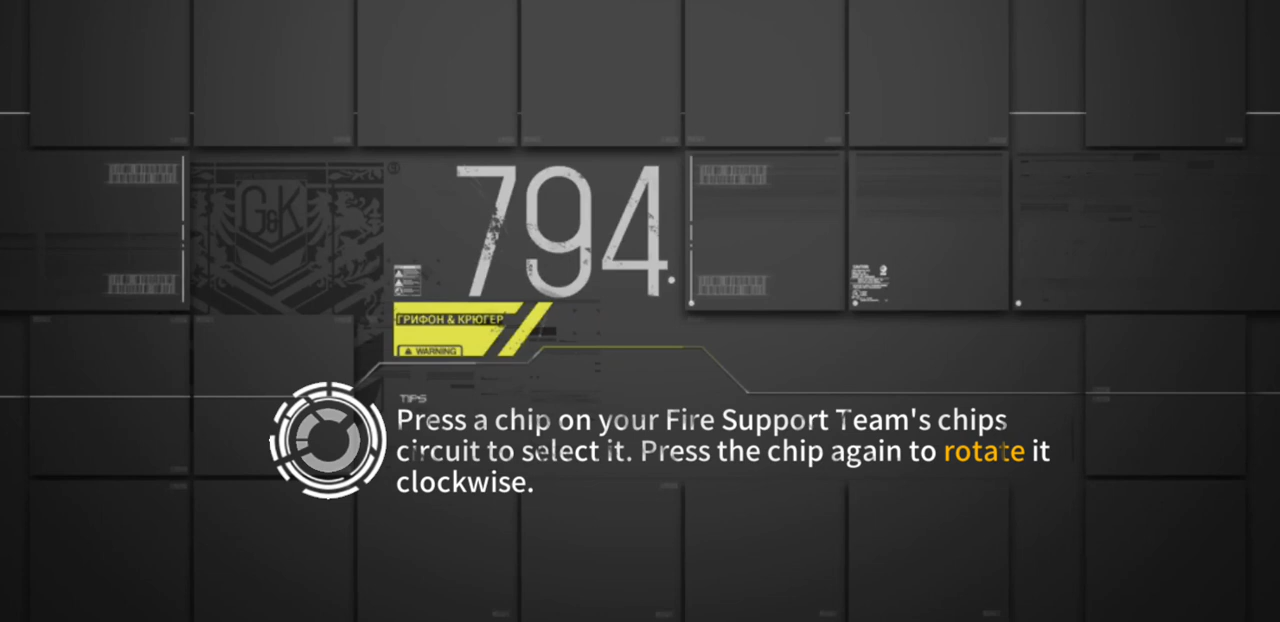 G&K
794.
ГРИФОН & КРЮГЕР
WARNING
TIPS
Press a chip on your Fire Support Team's chips
circuit to select it. Press the chip again to rotate it
clockwise.